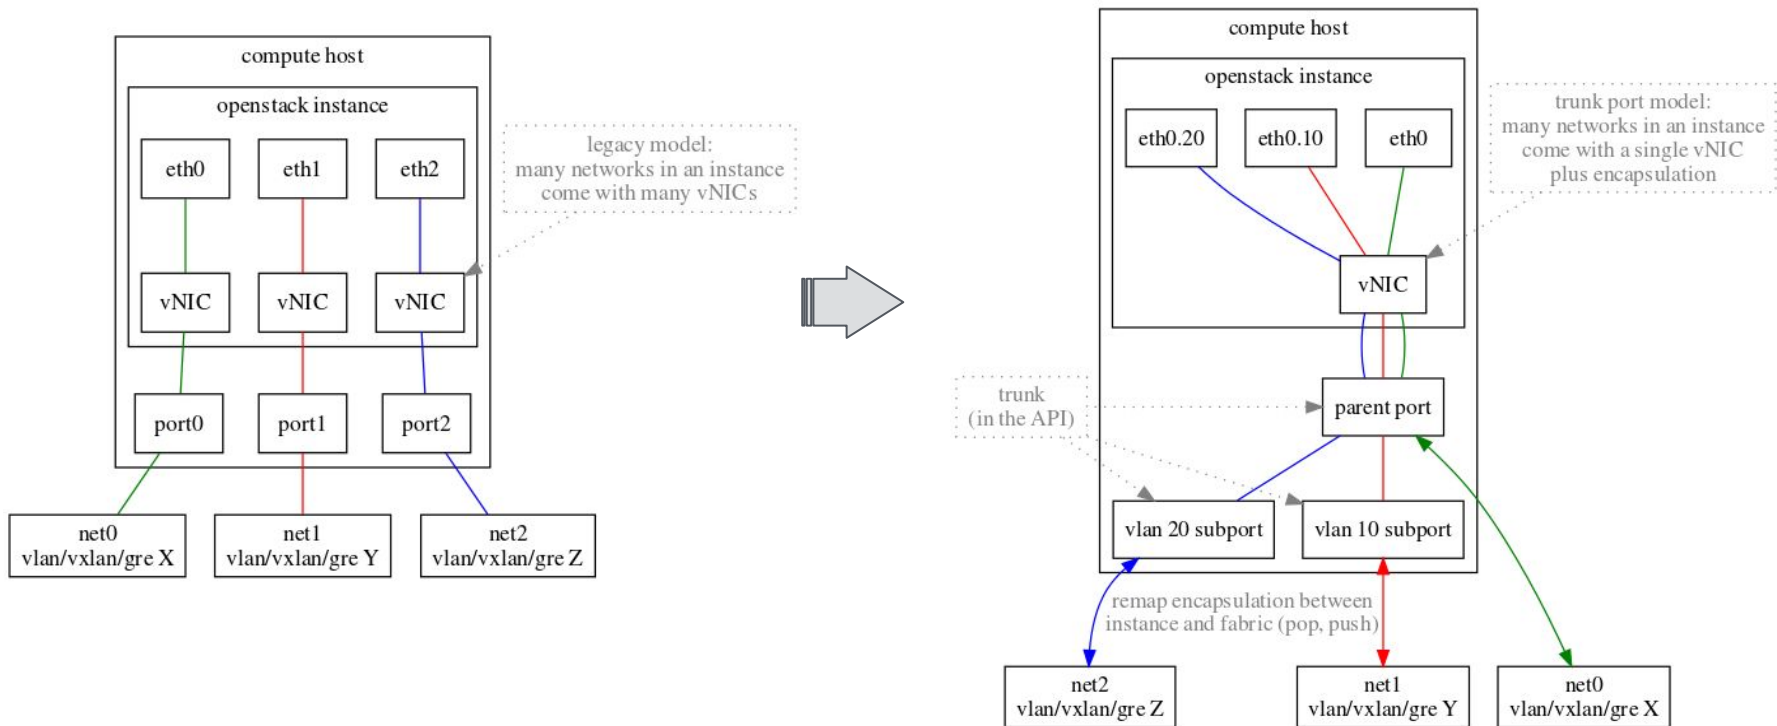 compute host
openstack instance
eth0
eth1
eth2
legacy model:
many networks in an instance
come with many vNICs
vNIC
vNIC
vNIC
port0
port1
port2
net0
vlan/vxlan/gre X
net1
vlan/vxlan/gre Y
net2
vlan/vxlan/gre Z
compute host
openstack instance
eth0.20
eth0.10
eth0
trunk port model:
many networks in an instance
come with a single vNIC
plus encapsulation
vNIC
trunk
(in the API)
parent port
vlan 20 subport
vlan 10 subport
remap encapsulation between
instance and fabric (pop, push)
net2
vlan/vxlan/gre Z
net1
vlan/vxlan/gre Y
net0
vlan/vxlan/gre X